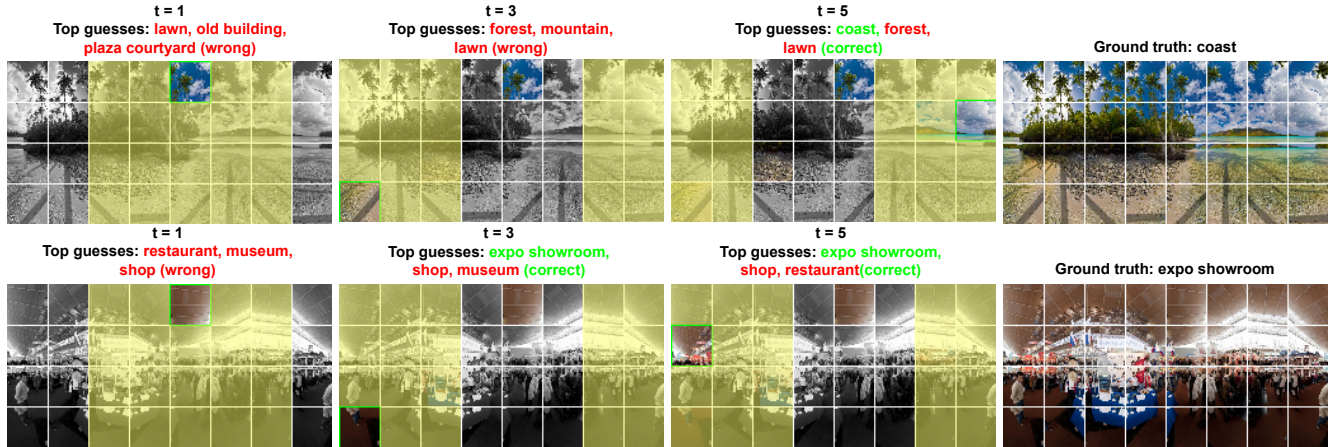 t = 1
Top guesses: lawn, old building,
plaza courtyard (wrong)
t = 3
Top guesses: forest, mountain,
lawn (wrong)
t = 5
Top guesses: coast, forest,
lawn (correct)
Ground truth: coast
t = 1
Top guesses: restaurant, museum,
shop (wrong)
t = 3
Top guesses: expo showroom,
shop, museum (correct)
t = 5
Top guesses: expo showroom,
shop, restaurant(correct)
Ground truth: expo showroom